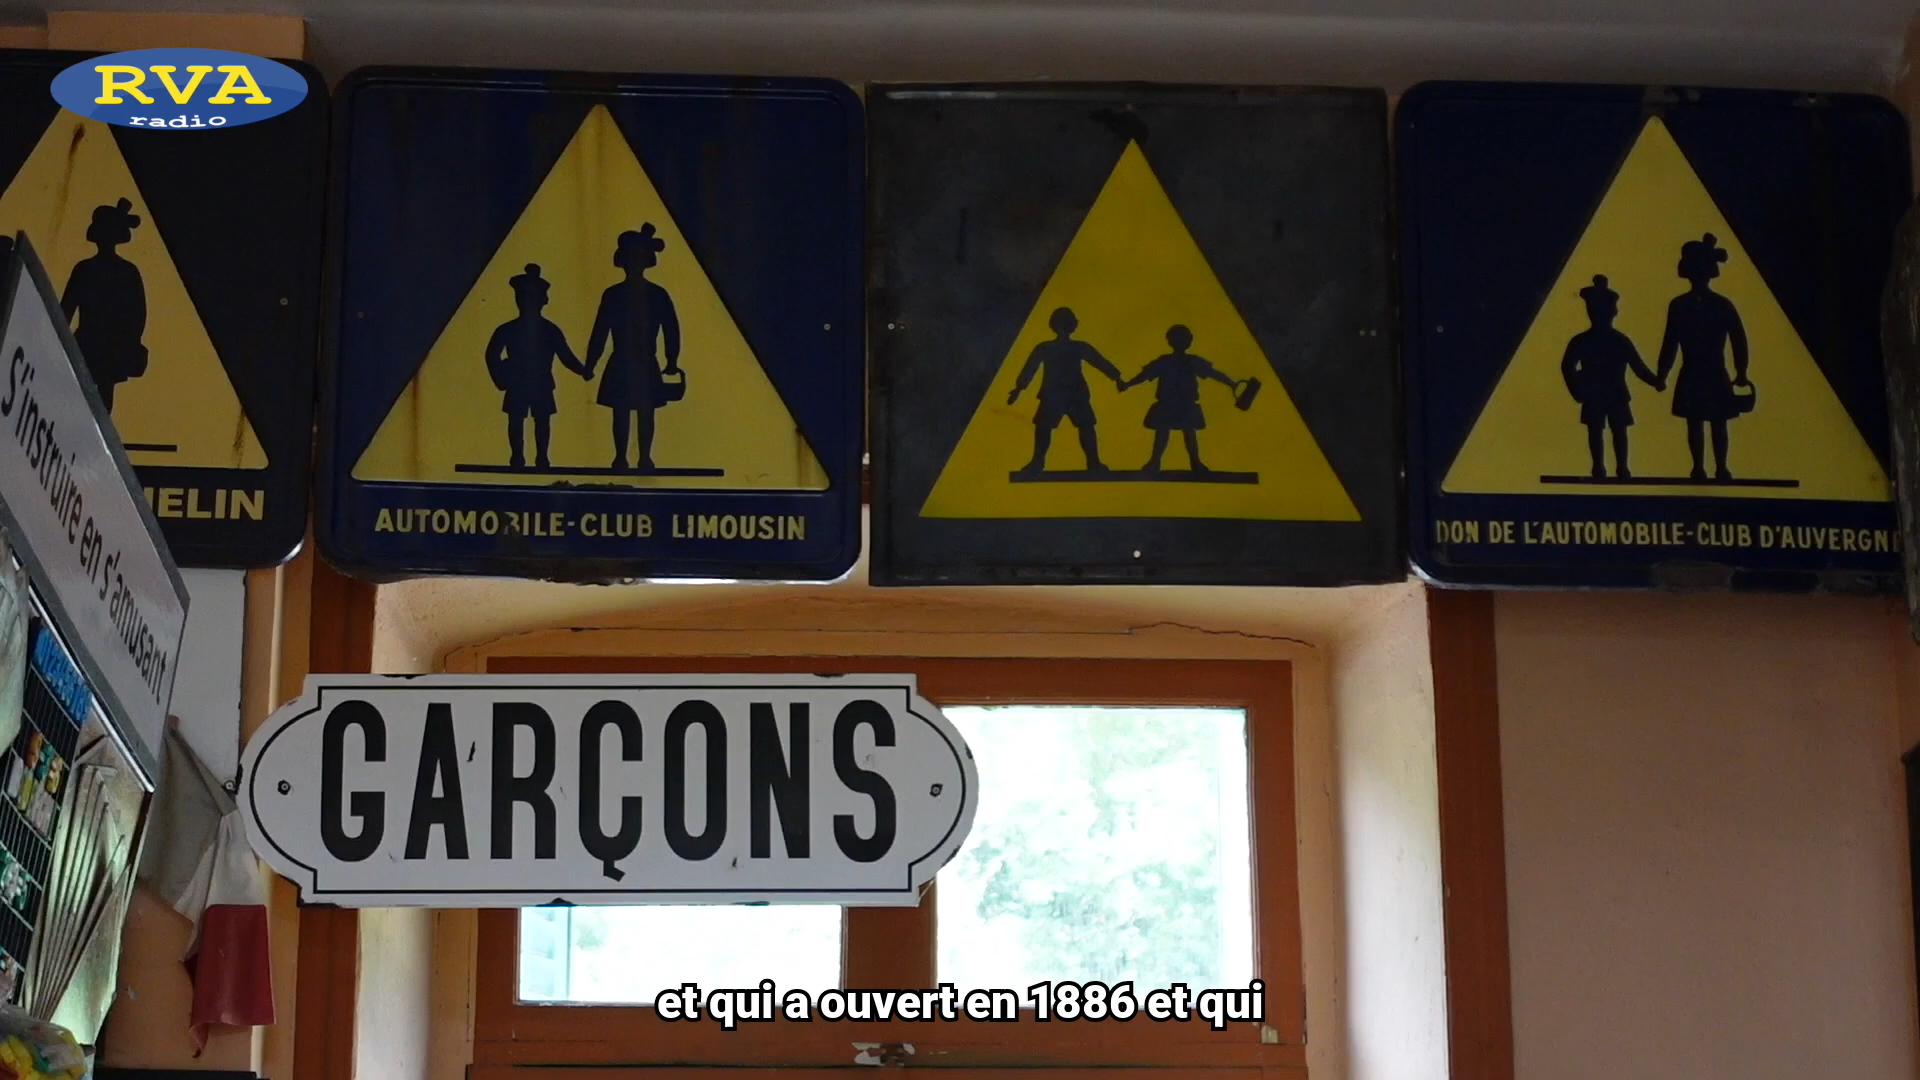 RVA
radio
S'instruire en s'amusant
ELIN
AUTOMOBILE-CLUB LIMOUSIN
DON DE L'AUTOMOBILE-CLUB D'AUVERGNE
GARÇONS
et qui a ouvert en 1886 et qui